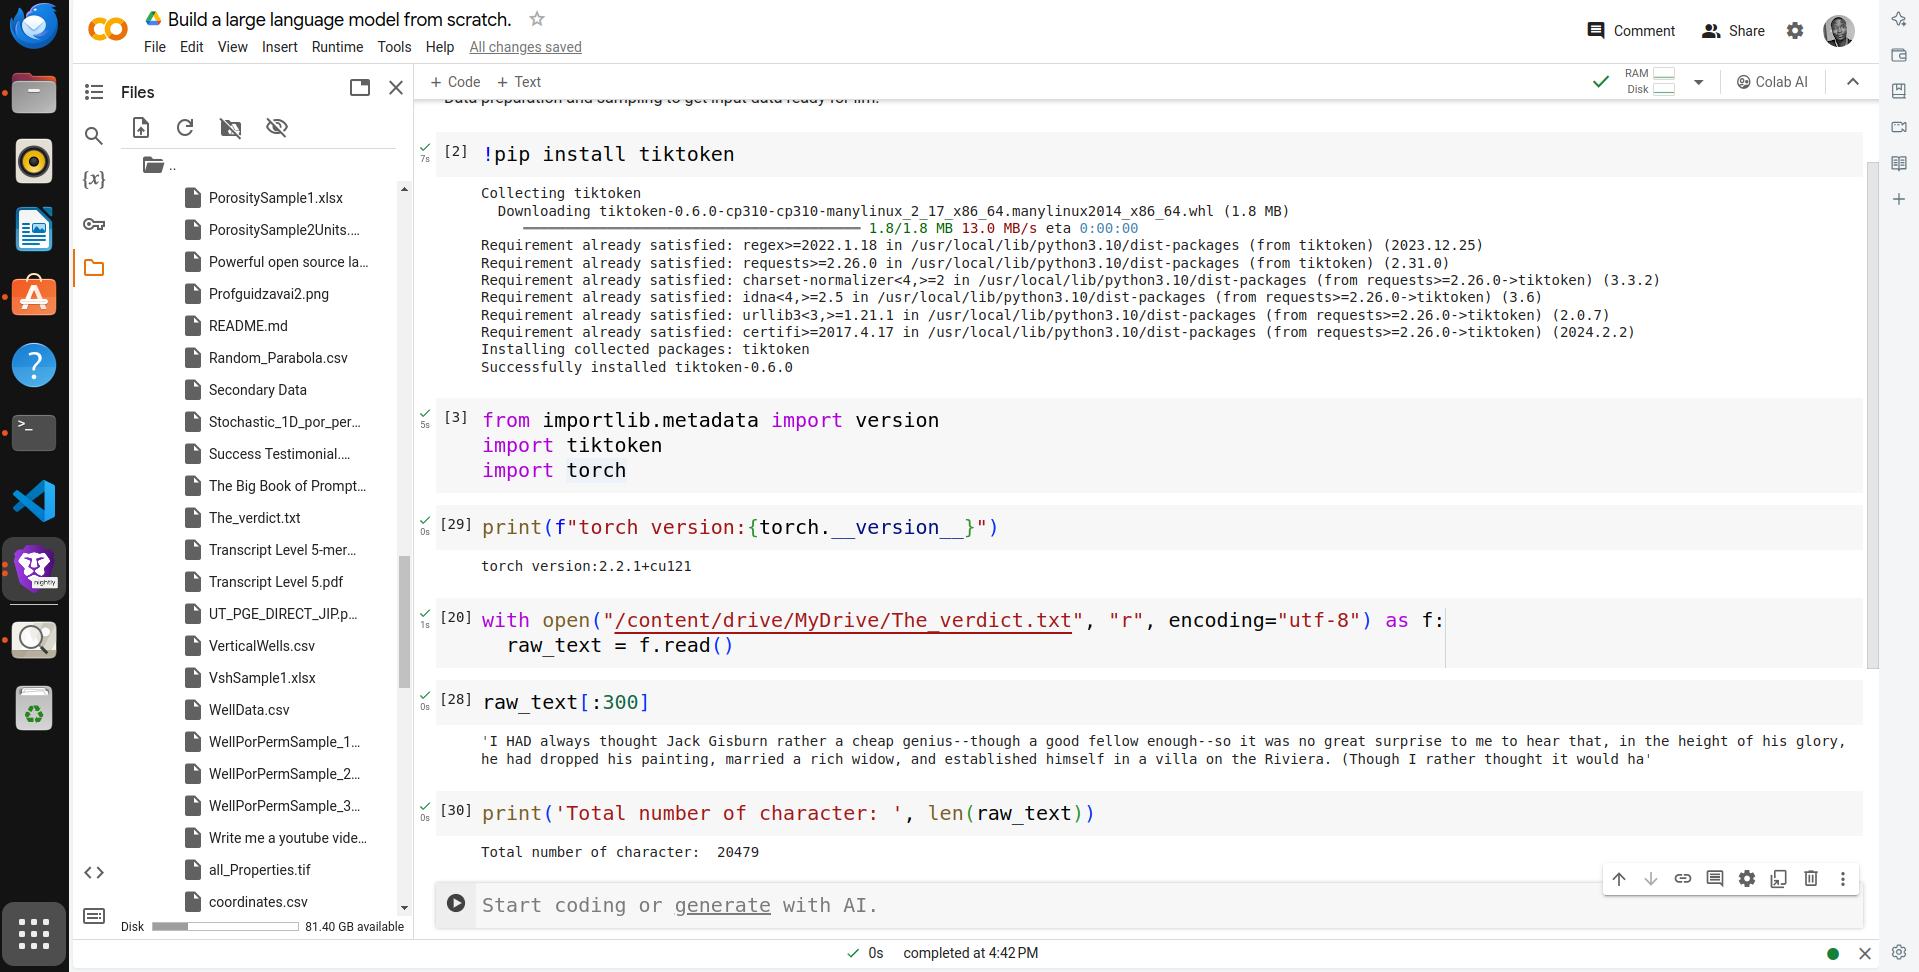 Build a large language model from scratch.
File Edit View Insert Runtime Tools Help All changes saved
Comment Share
Files
+ Code + Text
RAM
Disk
Colab AI
Data preparation and sampling to get input data ready for llm.
..
PorositySample1.xlsx
PorositySample2Units....
Powerful open source la...
Profguidzavai2.png
README.md
Random_Parabola.csv
Secondary Data
Stochastic_1D_por_per...
Success Testimonial....
The Big Book of Prompt...
The_verdict.txt
Transcript Level 5-mer...
Transcript Level 5.pdf
UT_PGE_DIRECT_JIP.p...
VerticalWells.csv
VshSample1.xlsx
WellData.csv
WellPorPermSample_1...
WellPorPermSample_2...
WellPorPermSample_3...
Write me a youtube vide...
all_Properties.tif
coordinates.csv
Disk 81.40 GB available
{x}
nightly
7s [2] !pip install tiktoken
Collecting tiktoken
Downloading tiktoken-0.6.0-cp310-cp310-manylinux_2_17_x86_64.manylinux2014_x86_64.whl (1.8 MB)
1.8/1.8 MB 13.0 MB/s eta 0:00:00
Requirement already satisfied: regex>=2022.1.18 in /usr/local/lib/python3.10/dist-packages (from tiktoken) (2023.12.25)
Requirement already satisfied: requests>=2.26.0 in /usr/local/lib/python3.10/dist-packages (from tiktoken) (2.31.0)
Requirement already satisfied: charset-normalizer<4,>=2 in /usr/local/lib/python3.10/dist-packages (from requests>=2.26.0->tiktoken) (3.3.2)
Requirement already satisfied: idna<4,>=2.5 in /usr/local/lib/python3.10/dist-packages (from requests>=2.26.0->tiktoken) (3.6)
Requirement already satisfied: urllib3<3,>=1.21.1 in /usr/local/lib/python3.10/dist-packages (from requests>=2.26.0->tiktoken) (2.0.7)
Requirement already satisfied: certifi>=2017.4.17 in /usr/local/lib/python3.10/dist-packages (from requests>=2.26.0->tiktoken) (2024.2.2)
Installing collected packages: tiktoken
Successfully installed tiktoken-0.6.0
5s [3] from importlib.metadata import version
import tiktoken
import torch
0s [29] print(f"torch version:{torch.__version__}")
torch version:2.2.1+cu121
1s [20] with open("/content/drive/MyDrive/The_verdict.txt", "r", encoding="utf-8") as f:
raw_text = f.read()
0s [28] raw_text[:300]
'I HAD always thought Jack Gisburn rather a cheap genius--though a good fellow enough--so it was no great surprise to me to hear that, in the height of his glory,
he had dropped his painting, married a rich widow, and established himself in a villa on the Riviera. (Though I rather thought it would ha'
0s [30] print('Total number of character: ', len(raw_text))
Total number of character:  20479
Start coding or generate with AI.
0s completed at 4:42 PM